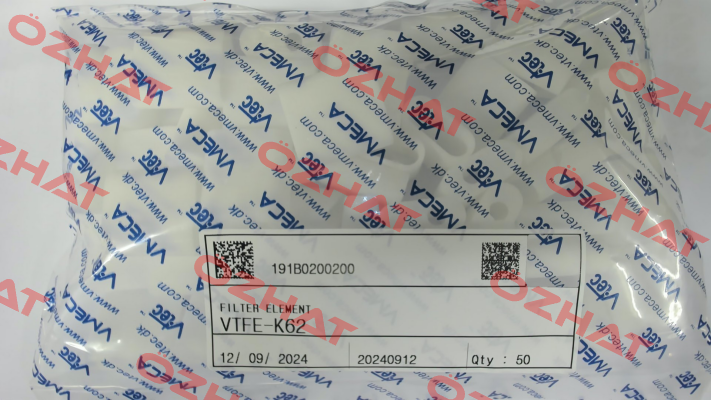 VMECA
www.vmeca.com
Vtec
www.vtec.dk
ÖZHAT
191B0200200
FILTER ELEMENT
VTFE-K62
12/ 09/ 2024
20240912
Qty : 50